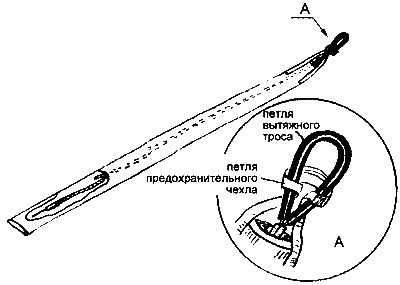 А
петля
вытяжного
троса
петля
предохранительного
чехла
А